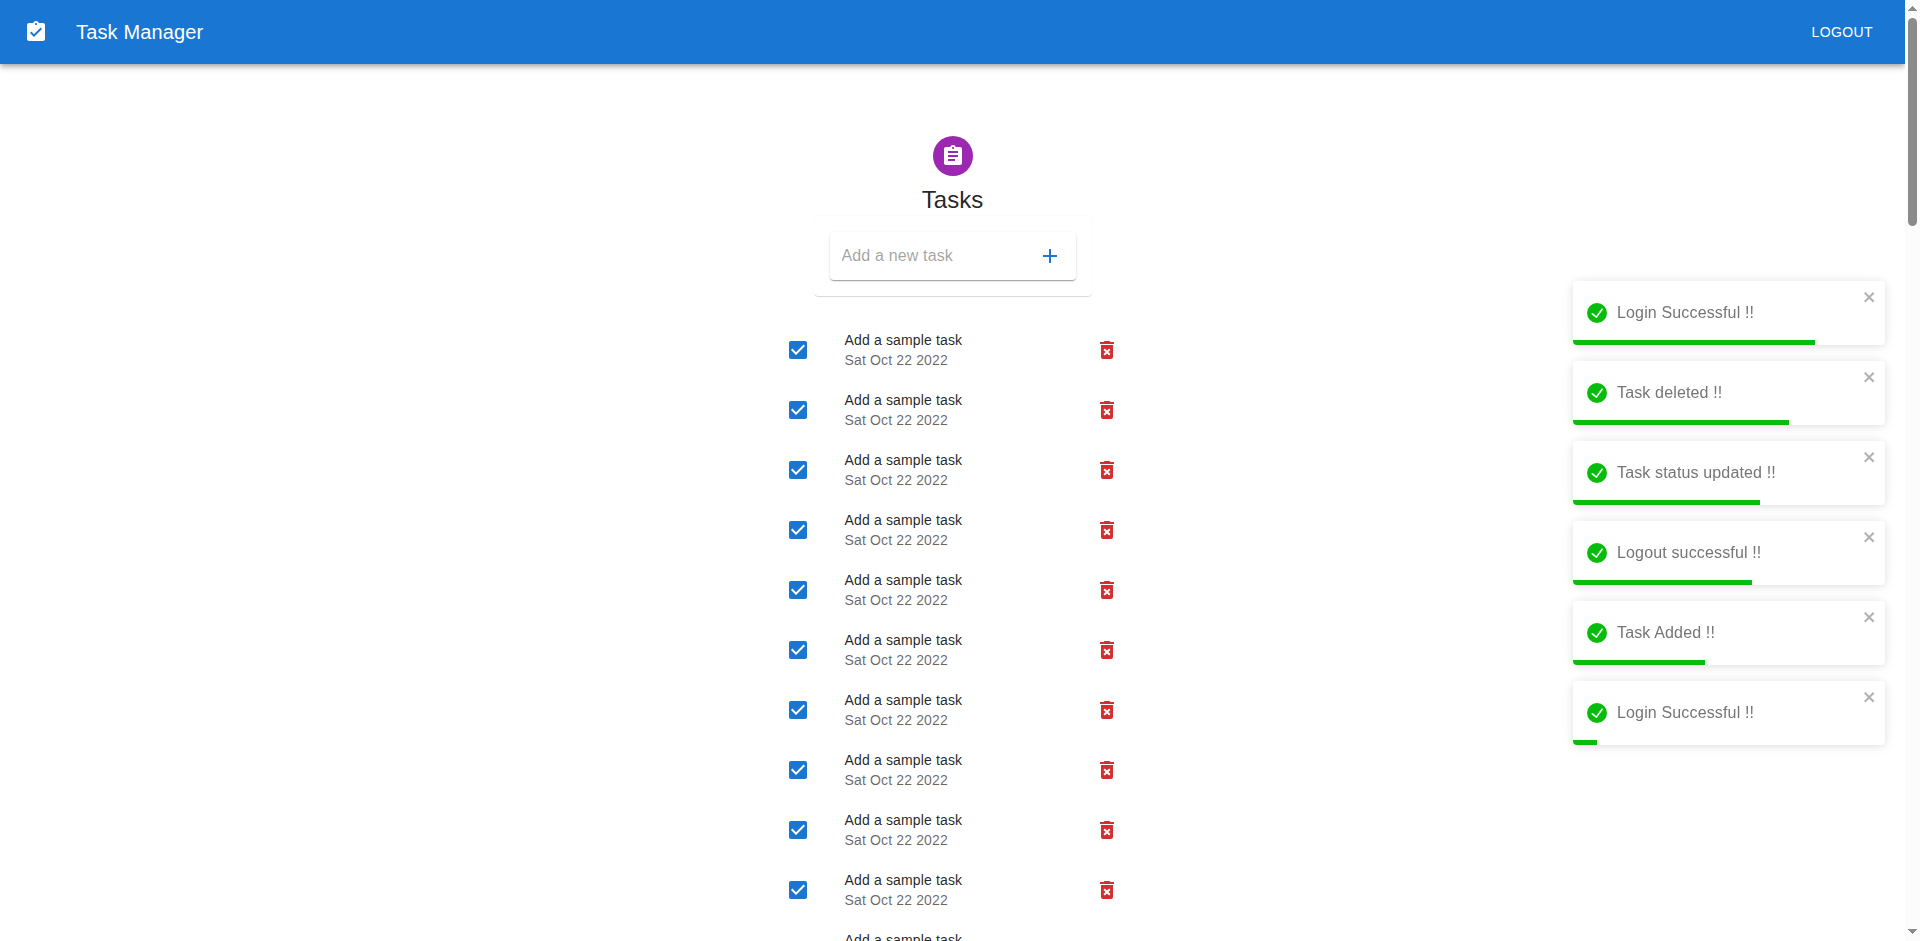 Task Manager
LOGOUT
Tasks
Add a new task
Add a sample task
Sat Oct 22 2022
Add a sample task
Sat Oct 22 2022
Add a sample task
Sat Oct 22 2022
Add a sample task
Sat Oct 22 2022
Add a sample task
Sat Oct 22 2022
Add a sample task
Sat Oct 22 2022
Add a sample task
Sat Oct 22 2022
Add a sample task
Sat Oct 22 2022
Add a sample task
Sat Oct 22 2022
Add a sample task
Sat Oct 22 2022
Add a sample task
Login Successful !!
Task deleted !!
Task status updated !!
Logout successful !!
Task Added !!
Login Successful !!